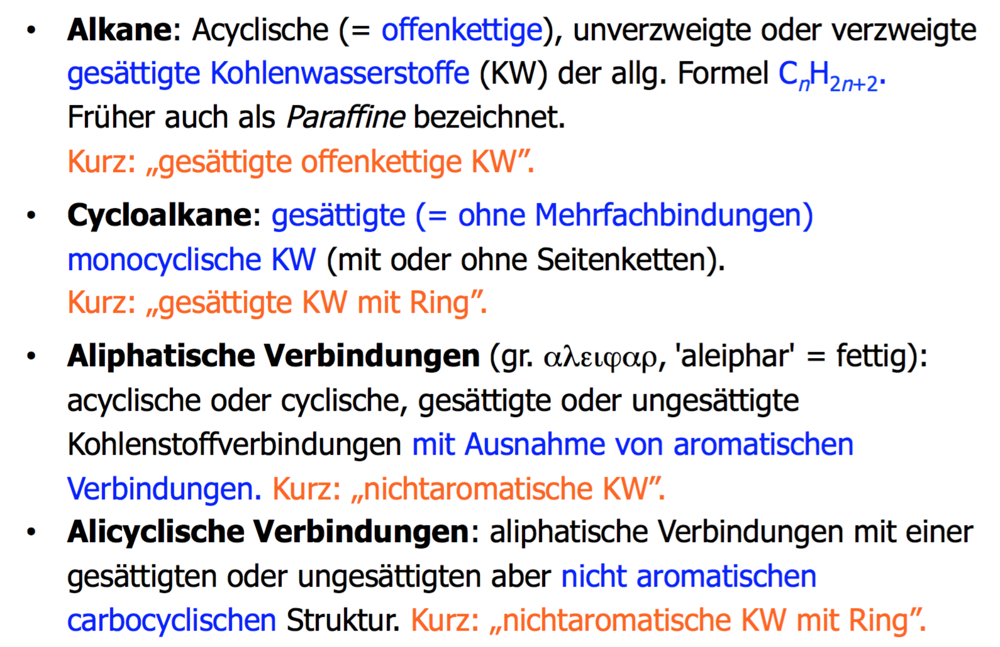 • Alkane: Acyclische (= offenkettige), unverzweigte oder verzweigte
gesättigte Kohlenwasserstoffe (KW) der allg. Formel CnH2n+2.
Früher auch als Paraffine bezeichnet.
Kurz: „gesättigte offenkettige KW”.
• Cycloalkane: gesättigte (= ohne Mehrfachbindungen)
monocyclische KW (mit oder ohne Seitenketten).
Kurz: „gesättigte KW mit Ring”.
• Aliphatische Verbindungen (gr. αλειφαρ, 'aleiphar' = fettig):
acyclische oder cyclische, gesättigte oder ungesättigte
Kohlenstoffverbindungen mit Ausnahme von aromatischen
Verbindungen. Kurz: „nichtaromatische KW”.
• Alicyclische Verbindungen: aliphatische Verbindungen mit einer
gesättigten oder ungesättigten aber nicht aromatischen
carbocyclischen Struktur. Kurz: „nichtaromatische KW mit Ring”.